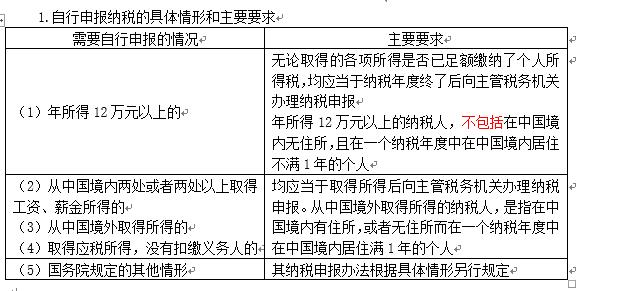 1.自行申报纳税的具体情形和主要要求
需要自行申报的情况
主要要求
（1）年所得12万元以上的
无论取得的各项所得是否已足额缴纳了个人所
得税，均应当于纳税年度终了后向主管税务机关
办理纳税申报
年所得12万元以上的纳税人，不包括在中国境
内无住所，且在一个纳税年度中在中国境内居住
不满1年的个人
（2）从中国境内两处或者两处以上取得
工资、薪金所得的
（3）从中国境外取得所得的
（4）取得应税所得，没有扣缴义务人的
均应当于取得所得后向主管税务机关办理纳税
申报。从中国境外取得所得的纳税人，是指在中
国境内有住所，或者无住所而在一个纳税年度中
在中国境内居住满1年的个人
（5）国务院规定的其他情形
其纳税申报办法根据具体情形另行规定